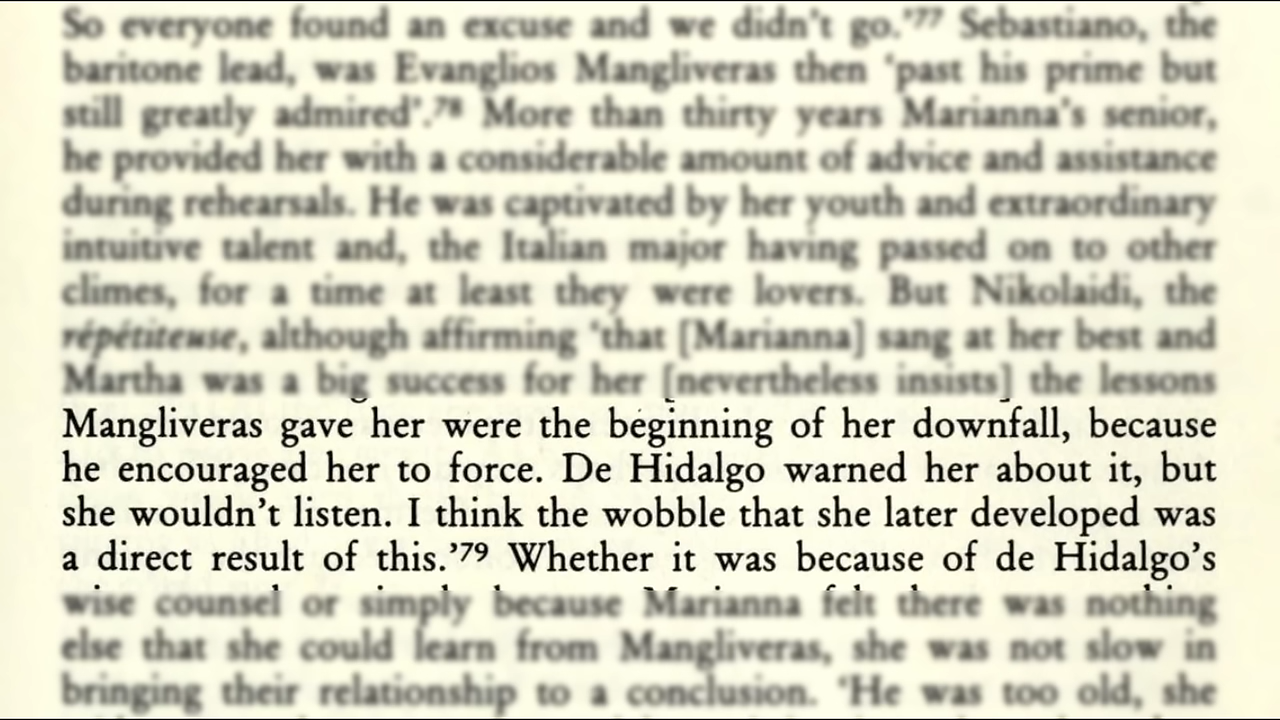 So everyone found an excuse and we didn't go.'77 Sebastiano, the
baritone lead, was Evanglios Mangliveras then 'past his prime but
still greatly admired'.78 More than thirty years Marianna's senior,
he provided her with a considerable amount of advice and assistance
during rehearsals. He was captivated by her youth and extraordinary
intuitive talent and, the Italian major having passed on to other
climes, for a time at least they were lovers. But Nikolaidi, the
répétiteuse, although affirming 'that [Marianna] sang at her best and
Martha was a big success for her [nevertheless insists] the lessons
Mangliveras gave her were the beginning of her downfall, because
he encouraged her to force. De Hidalgo warned her about it, but
she wouldn't listen. I think the wobble that she later developed was
a direct result of this.'79 Whether it was because of de Hidalgo's
wise counsel or simply because Marianna felt there was nothing
else that she could learn from Mangliveras, she was not slow in
bringing their relationship to a conclusion. 'He was too old, she